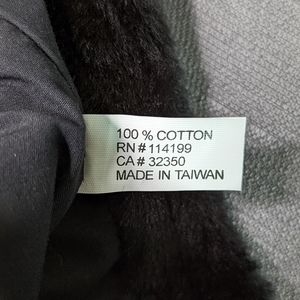 100 % COTTON
RN # 114199
CA # 32350
MADE IN TAIWAN